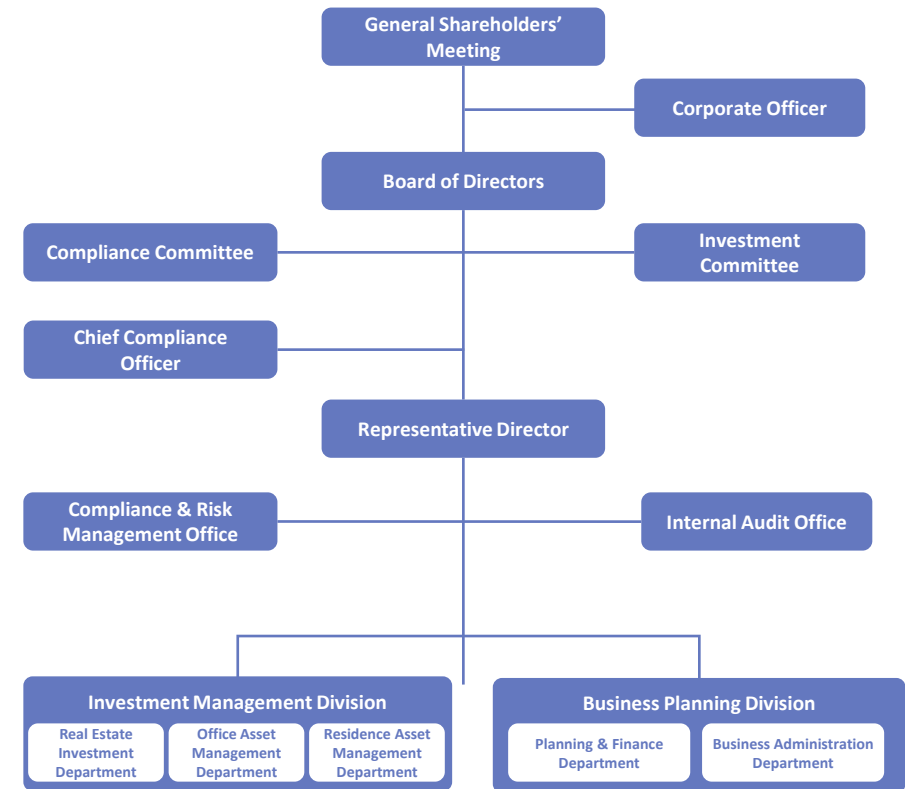 General Shareholders'
Meeting
Corporate Officer
Board of Directors
Compliance Committee
Investment
Committee
Chief Compliance
Officer
Representative Director
Compliance & Risk
Management Office
Internal Audit Office
Investment Management Division
Real Estate
Investment
Department
Office Asset
Management
Department
Residence Asset
Management
Department
Business Planning Division
Planning & Finance
Department
Business Administration
Department